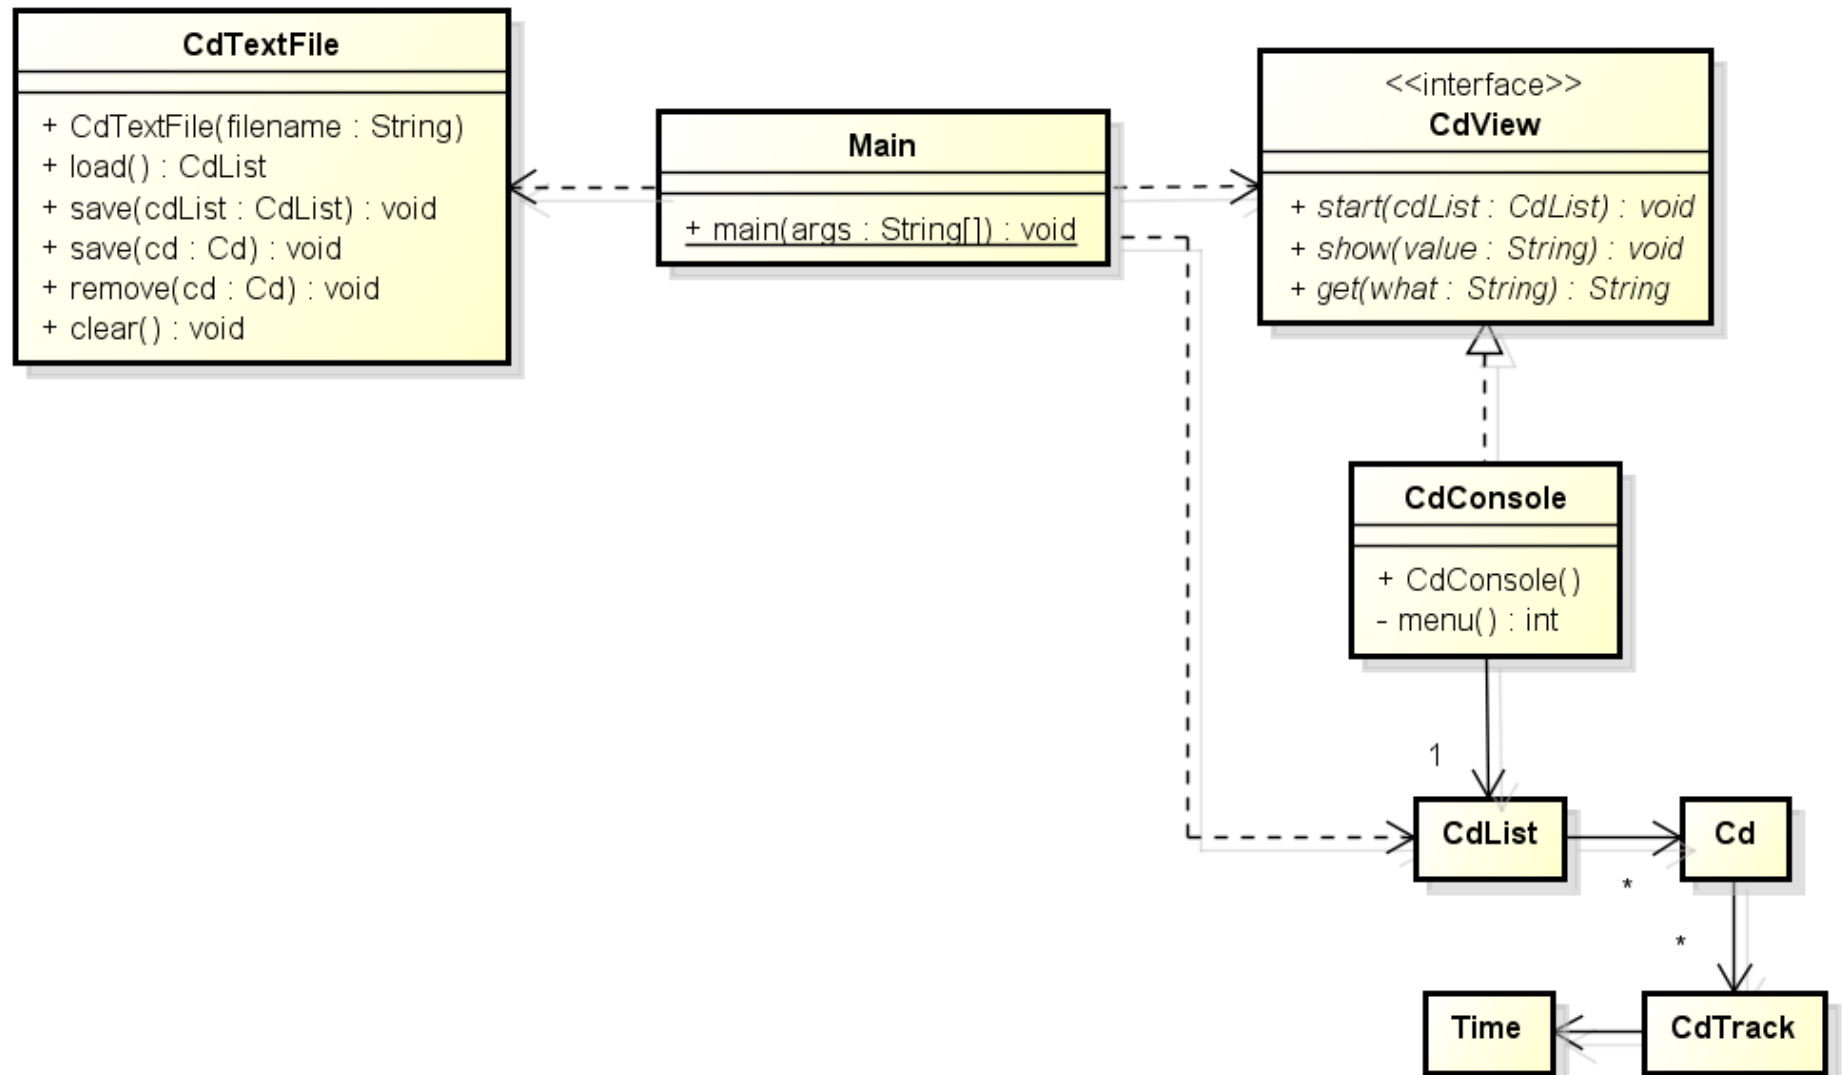 CdTextFile
+ CdTextFile(filename : String)
+ load() : CdList
+ save(cdList : CdList) : void
+ save(cd : Cd) : void
+ remove(cd : Cd) : void
+ clear() : void
Main
+ main(args : String[]) : void
<<interface>>
CdView
+ start(cdList : CdList) : void
+ show(value : String) : void
+ get(what : String) : String
CdConsole
+ CdConsole()
- menu() : int
1
CdList
Cd
*
*
Time
CdTrack